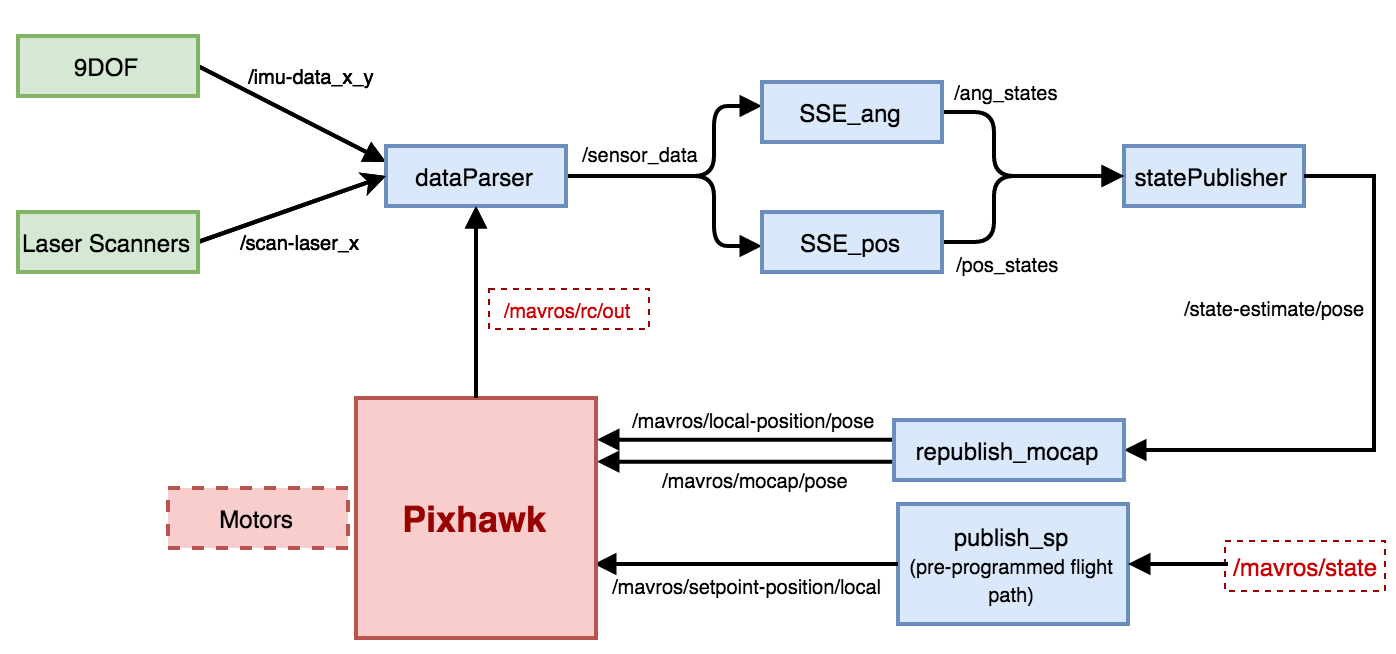 9DOF
/imu-data_x_y
Laser Scanners
/scan-laser_x
dataParser
/sensor_data
SSE_ang
/ang_states
SSE_pos
/pos_states
statePublisher
/state-estimate/pose
/mavros/rc/out
/mavros/local-position/pose
/mavros/mocap/pose
republish_mocap
Motors
Pixhawk
/mavros/setpoint-position/local
publish_sp
(pre-programmed flight
path)
/mavros/state